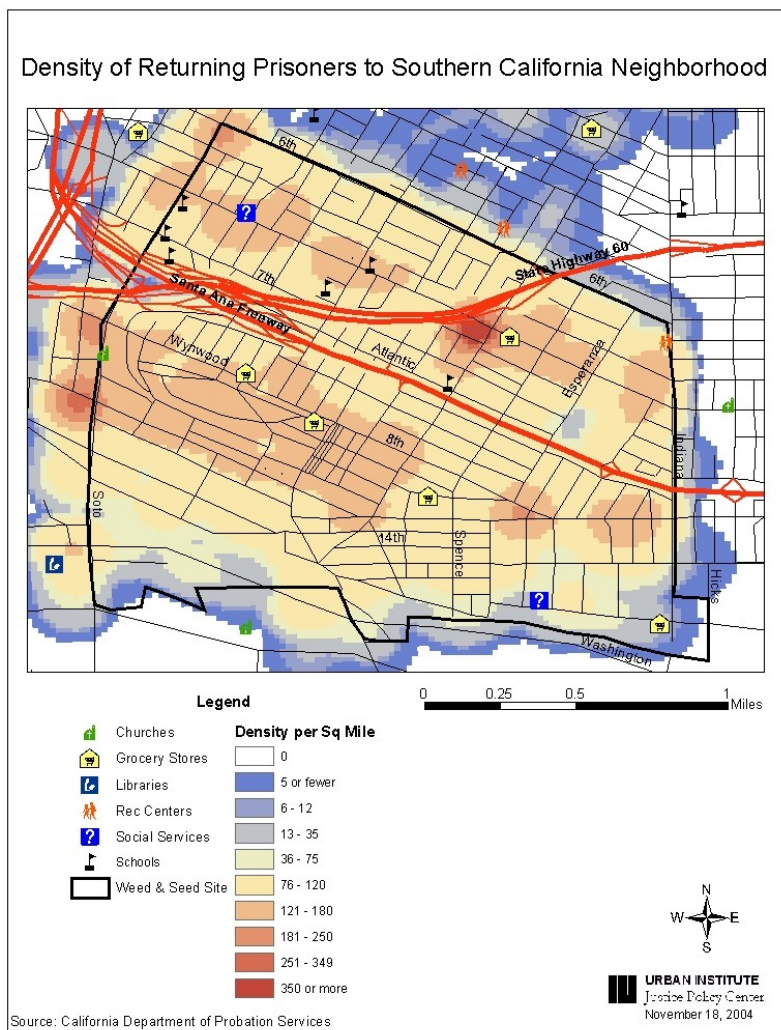 Density of Returning Prisoners to Southern California Neighborhood
6th
State Highway 60
6th
7th
Santa Ana Freeway
Wynwood
Atlantic
Esperanza
8th
Indiana
Soto
14th
Spence
Hicks
Washington
Legend
Churches
Grocery Stores
Libraries
Rec Centers
Social Services
Schools
Weed & Seed Site
Density per Sq Mile
0
5 or fewer
6 - 12
13 - 35
36 - 75
76 - 120
121 - 180
181 - 250
251 - 349
350 or more
0 0.25 0.5 1
Miles
N
W E
S
URBAN INSTITUTE
Justice Policy Center
November 18, 2004
Source: California Department of Probation Services